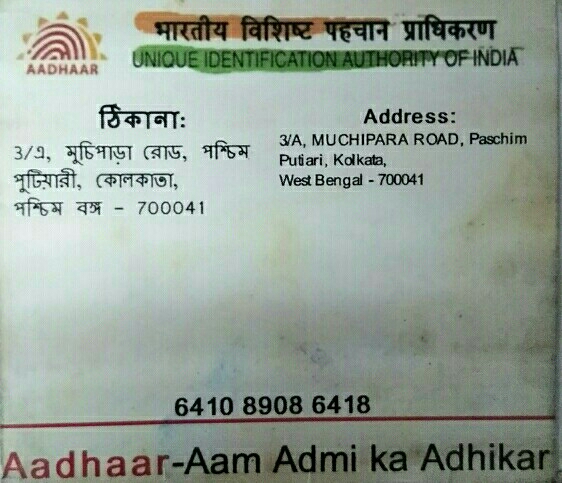 भारतीय विशिष्ट पहचान प्राधिकरण
AADHAAR
UNIQUE IDENTIFICATION AUTHORITY OF INDIA
ঠিকানা:
3/এ, মুচিপাড়া রোড, পশ্চিম
পুটিয়ারী, কোলকাতা,
পশ্চিম বঙ্গ - 700041
Address:
3/A, MUCHIPARA ROAD, Paschim
Putiari, Kolkata,
West Bengal - 700041
6410 8908 6418
Aadhaar-Aam Admi ka Adhikar